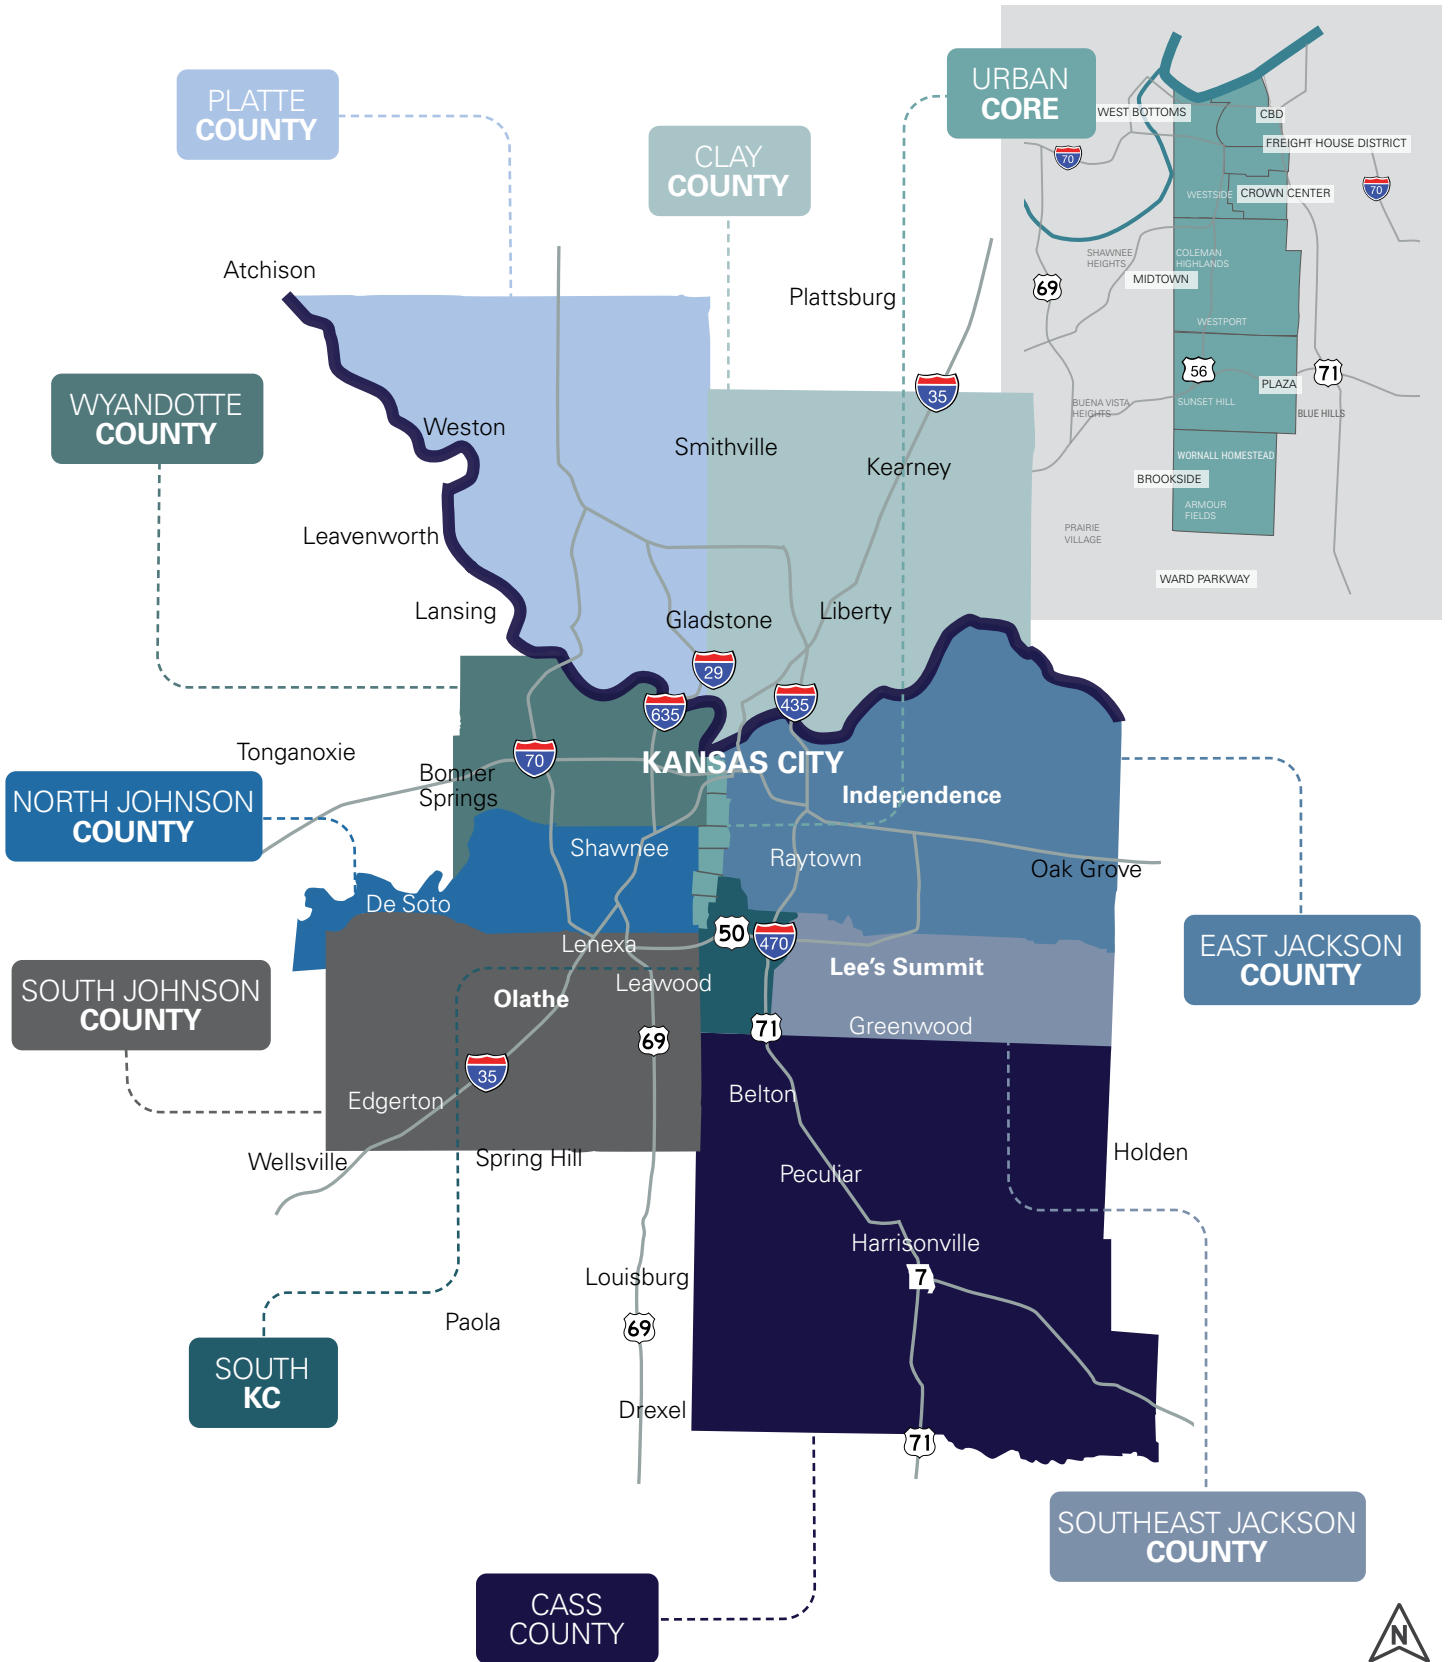 PLATTE
COUNTY
CLAY
COUNTY
URBAN
CORE
WEST BOTTOMS
CBD
FREIGHT HOUSE DISTRICT
70
70
WESTSIDE
CROWN CENTER
SHAWNEE
HEIGHTS
COLEMAN
HIGHLANDS
MIDTOWN
69
WESTPORT
56
71
PLAZA
BUENA VISTA
HEIGHTS
SUNSET HILL
BLUE HILLS
WORNALL HOMESTEAD
BROOKSIDE
ARMOUR
FIELDS
PRAIRIE
VILLAGE
WARD PARKWAY
Atchison
Plattsburg
35
WYANDOTTE
COUNTY
Weston
Smithville
Kearney
Leavenworth
Lansing
Gladstone
Liberty
29
635
435
Tonganoxie
70
KANSAS CITY
Bonner
Springs
Independence
NORTH JOHNSON
COUNTY
Shawnee
Raytown
Oak Grove
De Soto
50
470
Lenexa
EAST JACKSON
COUNTY
SOUTH JOHNSON
COUNTY
Leawood
Lee's Summit
Olathe
Greenwood
69
71
35
Edgerton
Belton
Wellsville
Spring Hill
Holden
Peculiar
Harrisonville
7
Louisburg
Paola
69
SOUTH
KC
Drexel
71
SOUTHEAST JACKSON
COUNTY
CASS
COUNTY
N